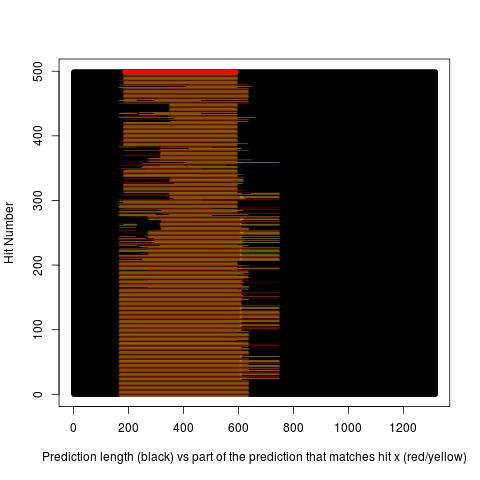 500
400
300
200
100
0
Hit Number
0 200 400 600 800 1000 1200
Prediction length (black) vs part of the prediction that matches hit x (red/yellow)